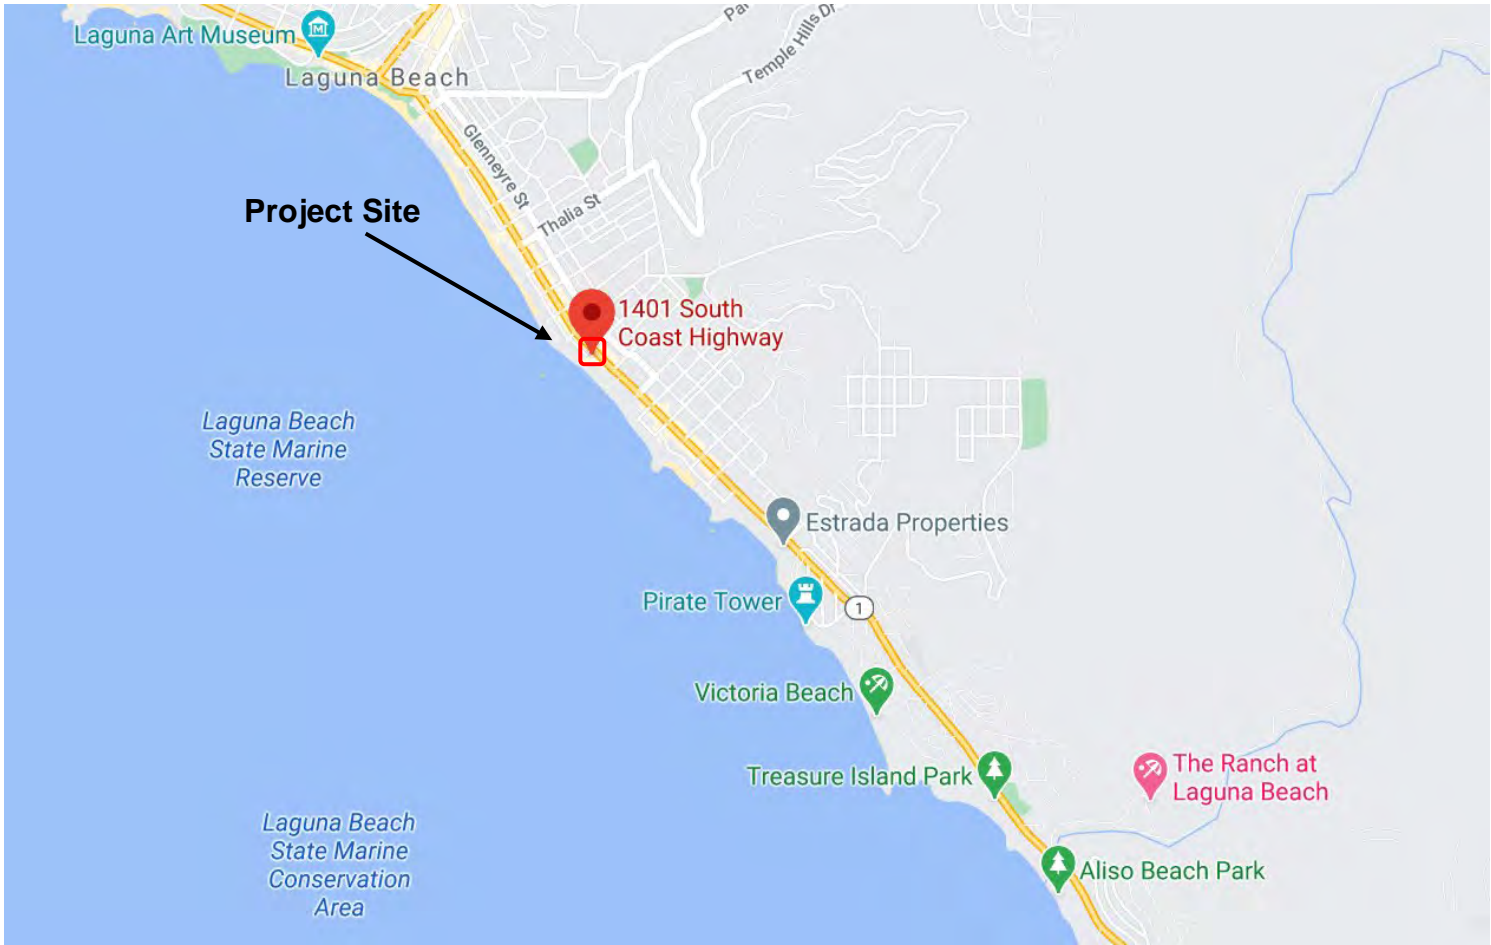 Laguna Art Museum
Laguna Beach
Temple Hills Dr
Glenneyre St
Thalia St
Project Site
1401 South
Coast Highway
Laguna Beach
State Marine
Reserve
Estrada Properties
Pirate Tower
1
Victoria Beach
Treasure Island Park
The Ranch at
Laguna Beach
Laguna Beach
State Marine
Conservation
Area
Aliso Beach Park